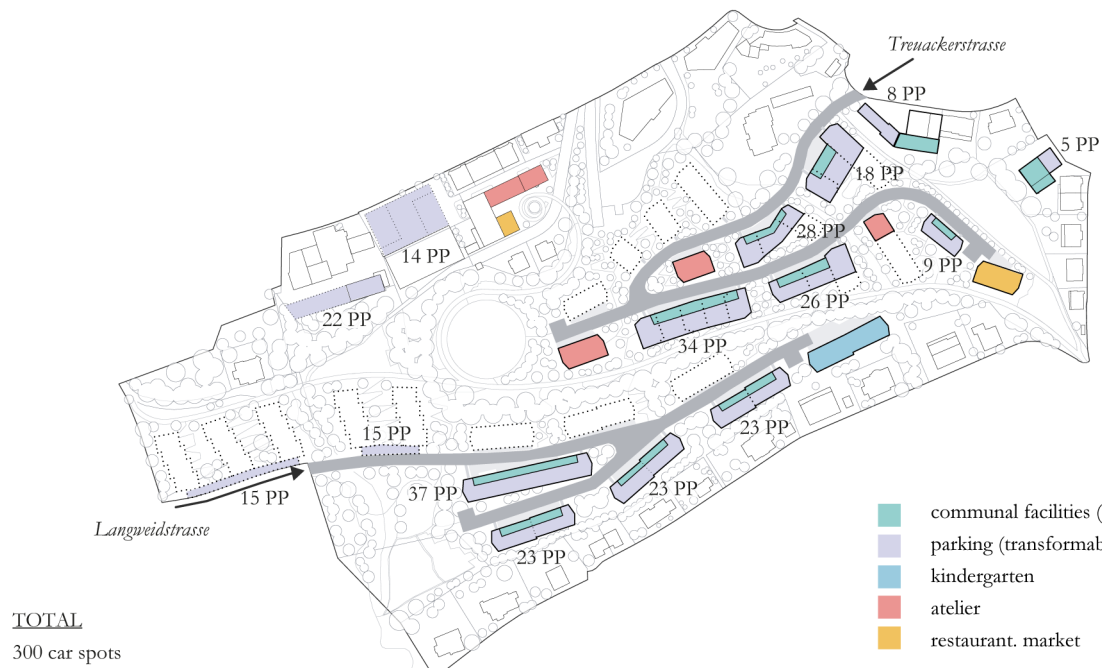 Treuackerstrasse
8 PP
5 PP
18 PP
28 PP
14 PP
9 PP
26 PP
22 PP
34 PP
15 PP
23 PP
37 PP
23 PP
15 PP
23 PP
Langweidstrasse
communal facilities (
parking (transformab
kindergarten
atelier
restaurant. market
TOTAL
300 car spots